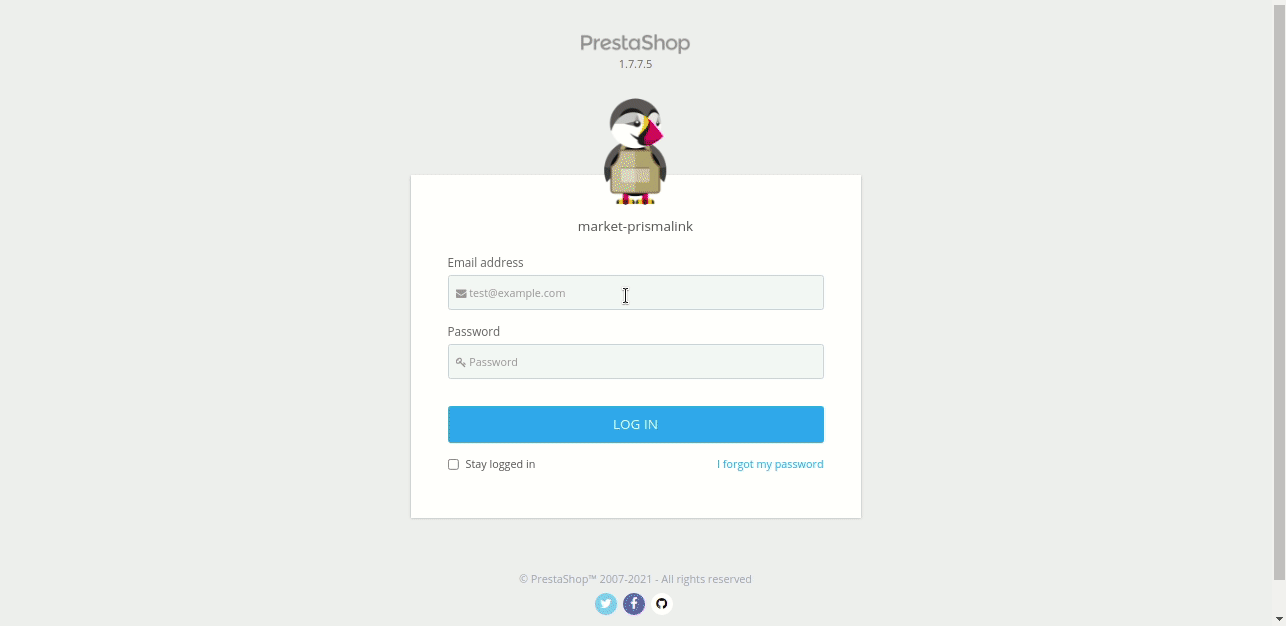 PrestaShop
1.7.7.5
market-prismalink
Email address
test@example.com
Password
Password
LOG IN
Stay logged in
I forgot my password
© PrestaShop™ 2007-2021 - All rights reserved